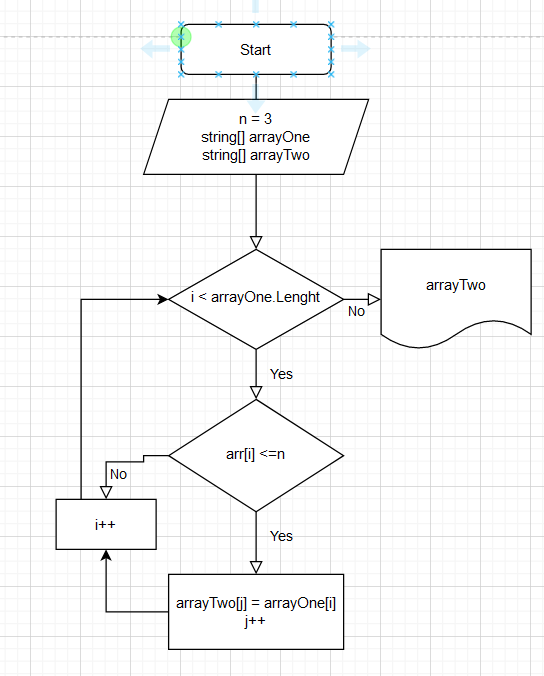 Start
n = 3
string[] arrayOne
string[] arrayTwo
i < arrayOne.Lenght
No
arrayTwo
Yes
arr[i] <=n
No
i++
Yes
arrayTwo[j] = arrayOne[i]
j++